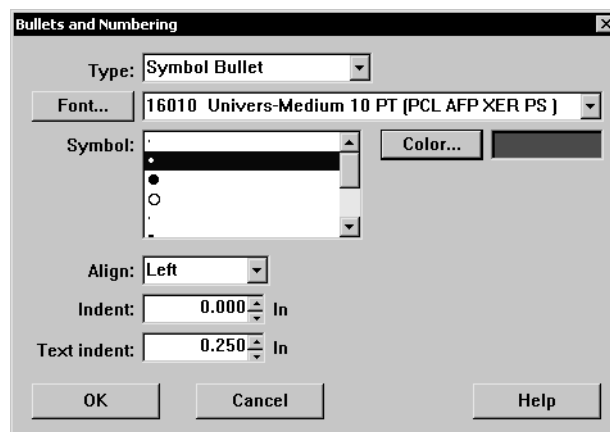 Bullets and Numbering
Type: Symbol Bullet
Font... 16010 Univers-Medium 10 PT (PCL AFP XER PS )
Symbol: Color...
Align: Left
Indent: 0.000 In
Text indent: 0.250 In
OK Cancel Help